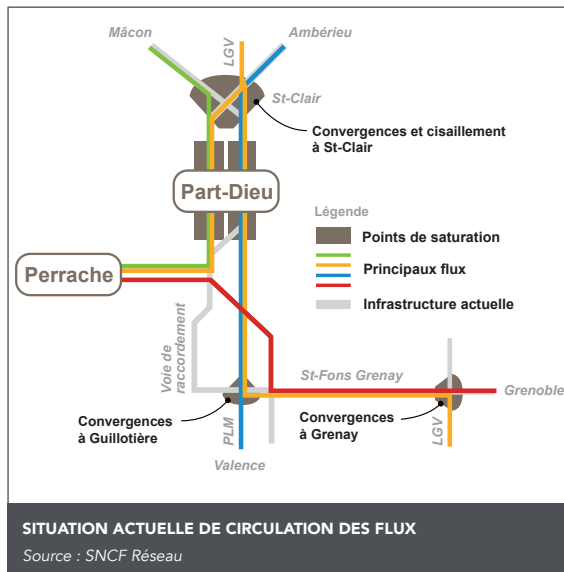 Mâcon
LGV
Ambérieu
St-Clair
Convergences et cisaillement
à St-Clair
Part-Dieu
Légende
Points de saturation
Principaux flux
Infrastructure actuelle
Perrache
Voie de
raccordement
St-Fons Grenay
Grenoble
Convergences
à Guillotière
PLM
Convergences
à Grenay
LGV
Valence
SITUATION ACTUELLE DE CIRCULATION DES FLUX
Source : SNCF Réseau